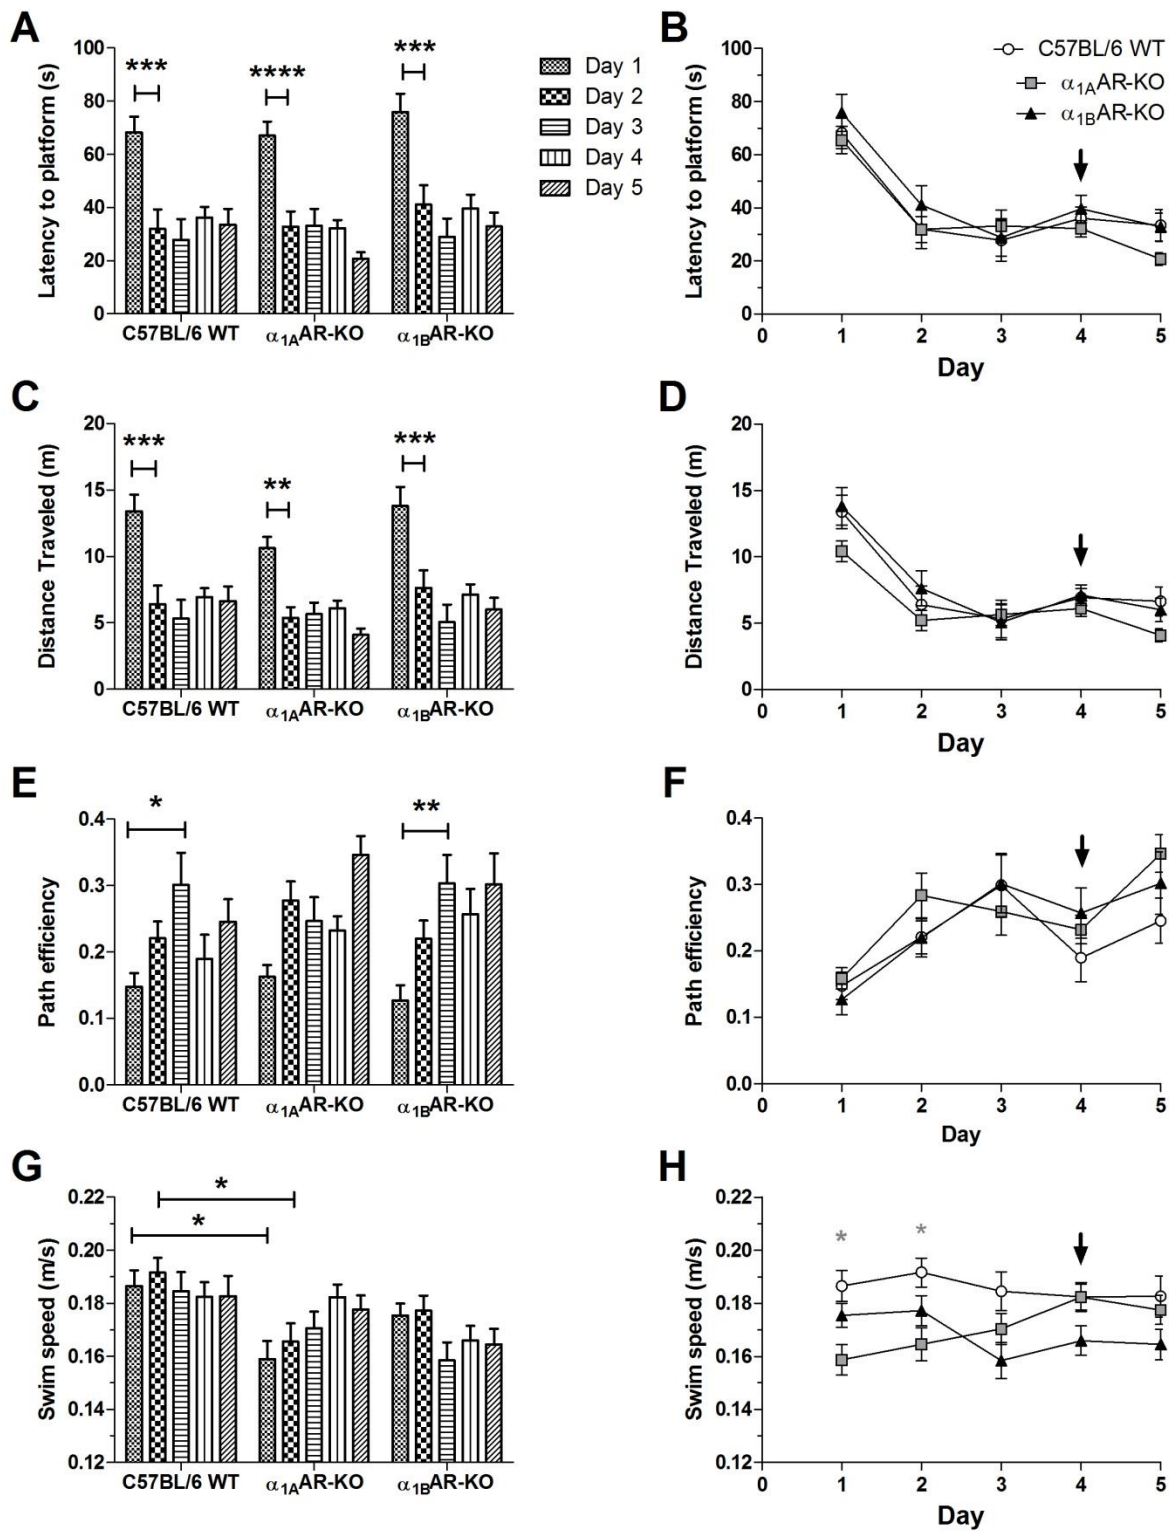 A
Latency to platform (s)
100
80
60
40
20
0
***
****
***
C57BL/6 WT
α1AAR-KO
α1BAR-KO
Day 1
Day 2
Day 3
Day 4
Day 5
B
Latency to platform (s)
100
80
60
40
20
0
C57BL/6 WT
α1AAR-KO
α1BAR-KO
0 1 2 3 4 5
Day
C
Distance Traveled (m)
20
15
10
5
0
***
**
***
C57BL/6 WT
α1AAR-KO
α1BAR-KO
D
Distance Traveled (m)
20
15
10
5
0
0 1 2 3 4 5
Day
E
Path efficiency
0.4
0.3
0.2
0.1
0.0
*
**
C57BL/6 WT
α1AAR-KO
α1BAR-KO
F
Path efficiency
0.4
0.3
0.2
0.1
0.0
0 1 2 3 4 5
Day
G
Swim speed (m/s)
0.22
0.20
0.18
0.16
0.14
0.12
*
*
C57BL/6 WT
α1AAR-KO
α1BAR-KO
H
Swim speed (m/s)
0.22
0.20
0.18
0.16
0.14
0.12
* *
0 1 2 3 4 5
Day